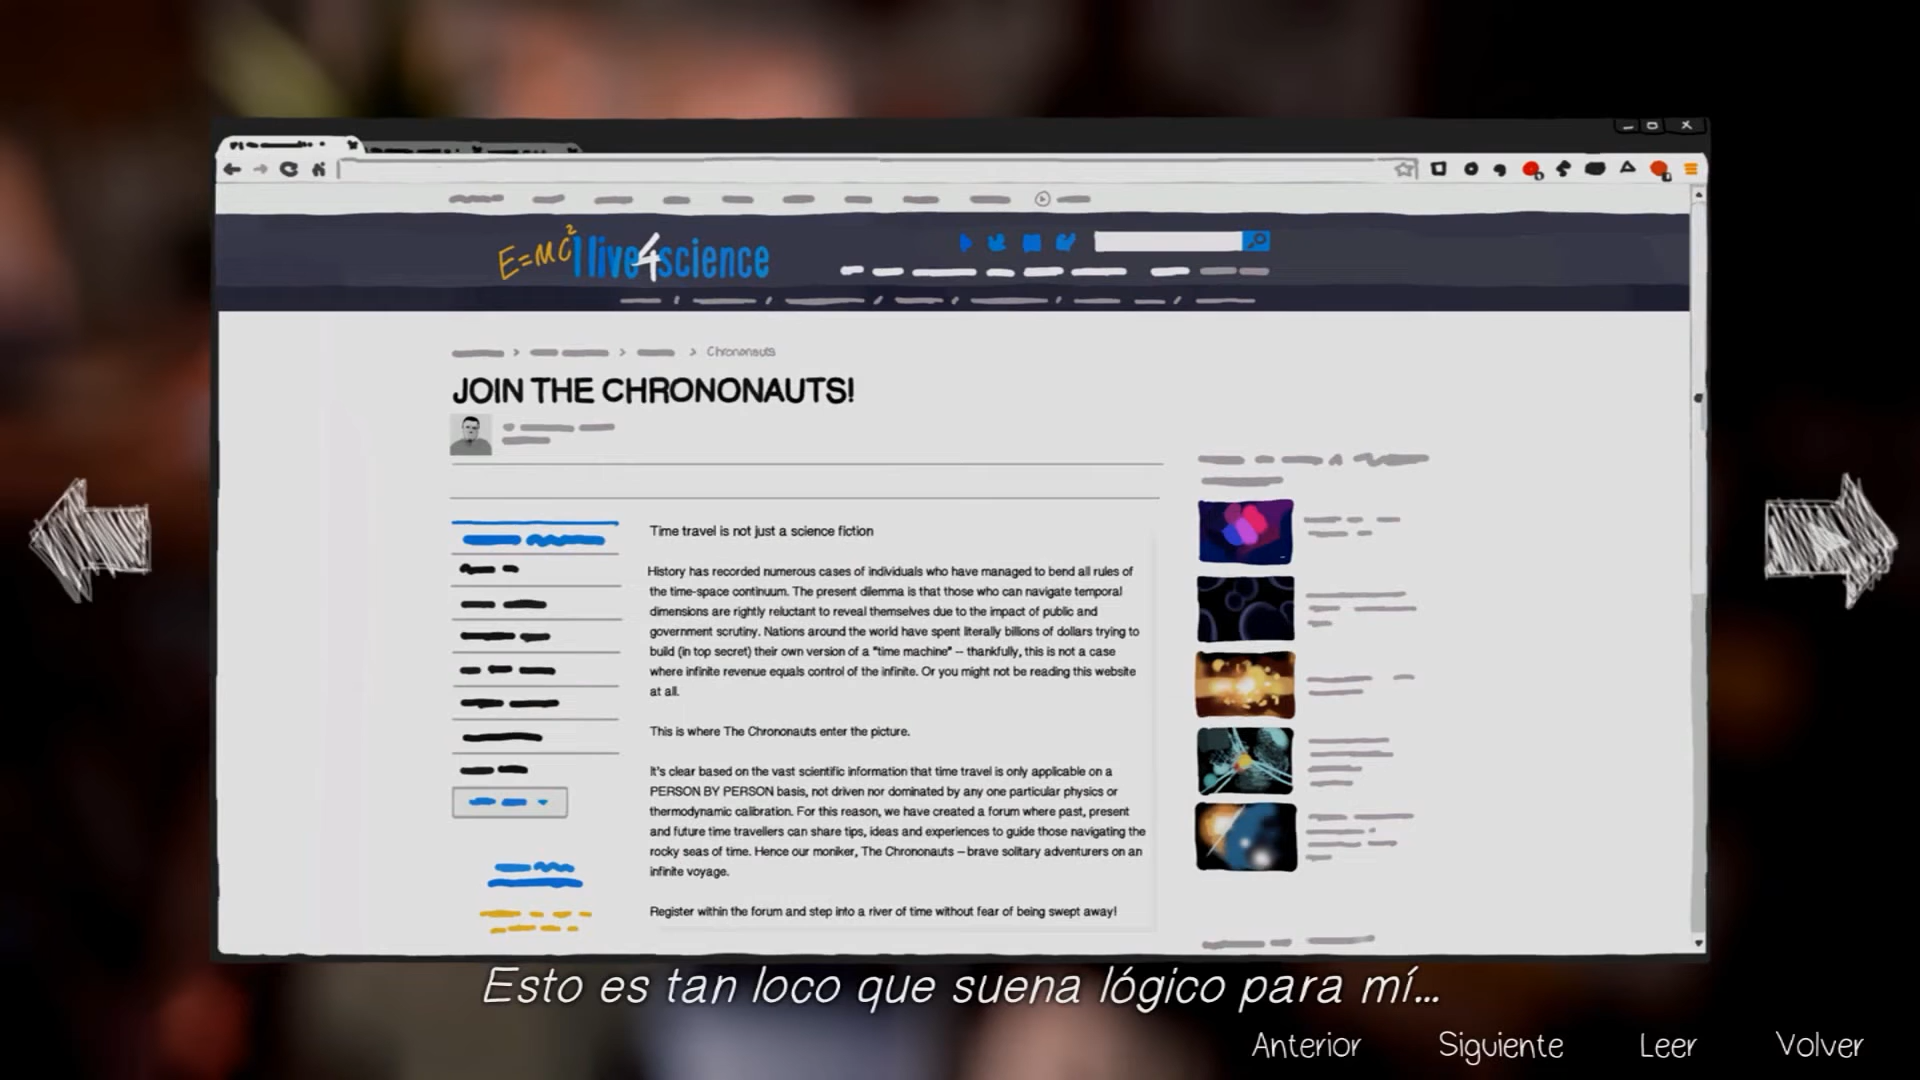 E=MC² I live4science
Chrononauts
JOIN THE CHRONONAUTS!
Time travel is not just a science fiction
History has recorded numerous cases of individuals who have managed to bend all rules of
the time-space continuum. The present dilemma is that those who can navigate temporal
dimensions are rightly reluctant to reveal themselves due to the impact of public and
government scrutiny. Nations around the world have spent literally billions of dollars trying to
build (in top secret) their own version of a "time machine" – thankfully, this is not a case
where infinite revenue equals control of the infinite. Or you might not be reading this website
at all.
This is where The Chrononauts enter the picture.
It's clear based on the vast scientific information that time travel is only applicable on a
PERSON BY PERSON basis, not driven nor dominated by any one particular physics or
thermodynamic calibration. For this reason, we have created a forum where past, present
and future time travellers can share tips, ideas and experiences to guide those navigating the
rocky seas of time. Hence our moniker, The Chrononauts – brave solitary adventurers on an
infinite voyage.
Register within the forum and step into a river of time without fear of being swept away!
Esto es tan loco que suena lógico para mí...
Anterior Siguiente Leer Volver